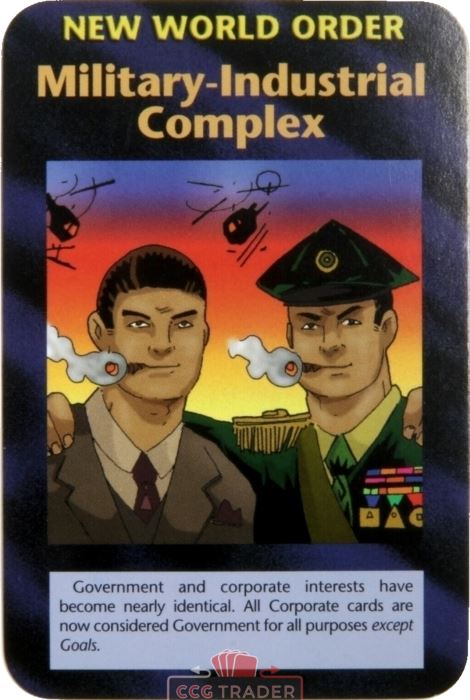 NEW WORLD ORDER
Military-Industrial
Complex
Government and corporate interests have
become nearly identical. All Corporate cards are
now considered Government for all purposes except
Goals.
CCG TRADER